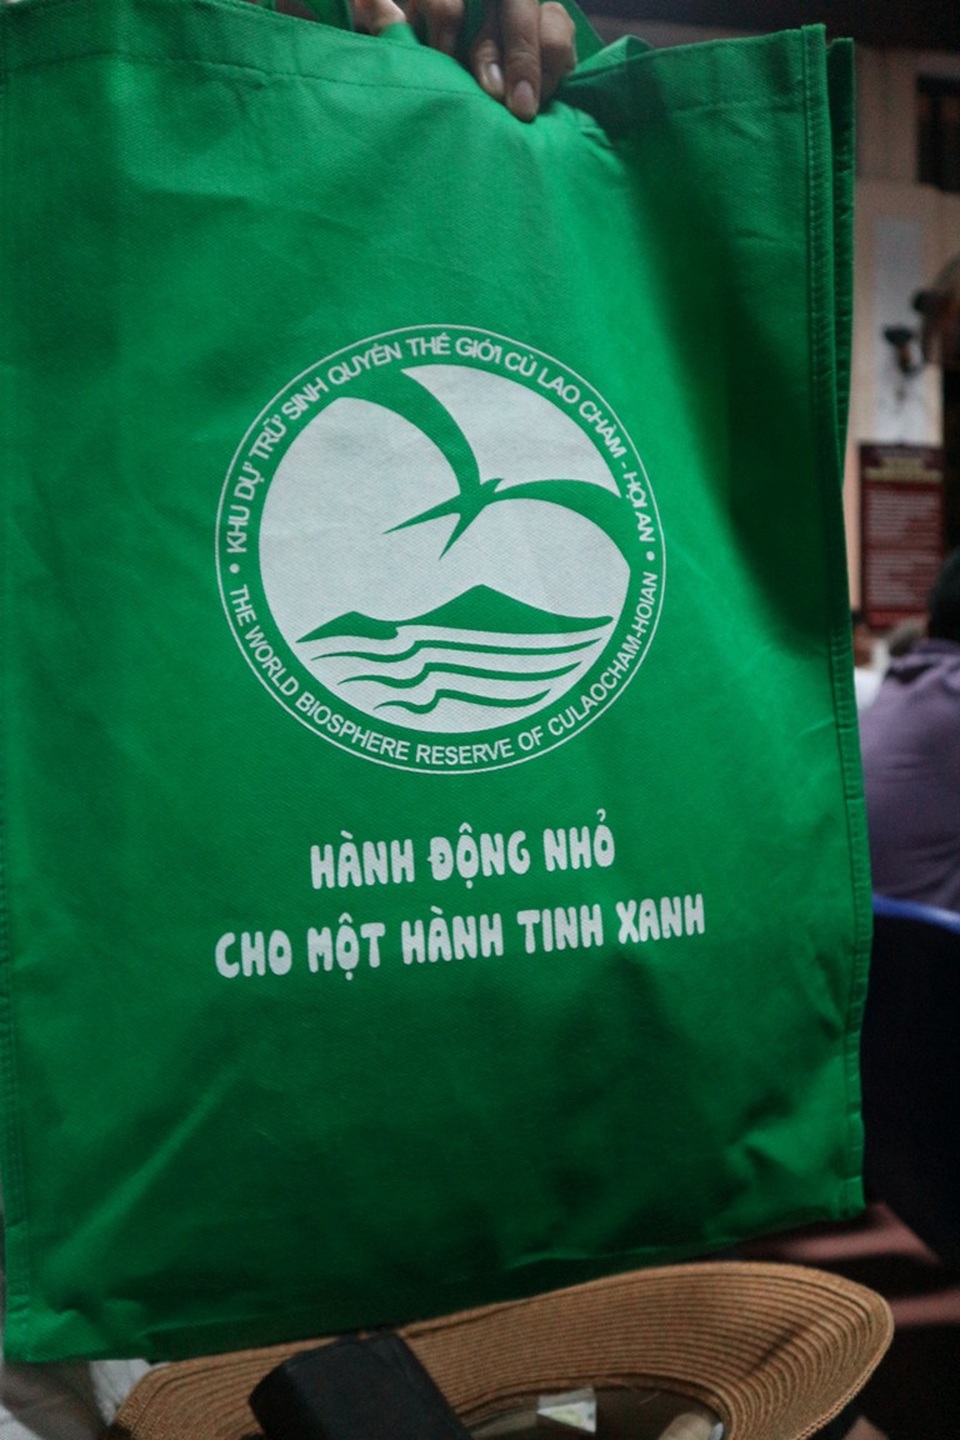 • KHU DỰ TRỮ SINH QUYỂN THẾ GIỚI CÙ LAO CHÀM - HỘI AN •
THE WORLD BIOSPHERE RESERVE OF CULAOCHAM-HOIAN
HÀNH ĐỘNG NHỎ
CHO MỘT HÀNH TINH XANH